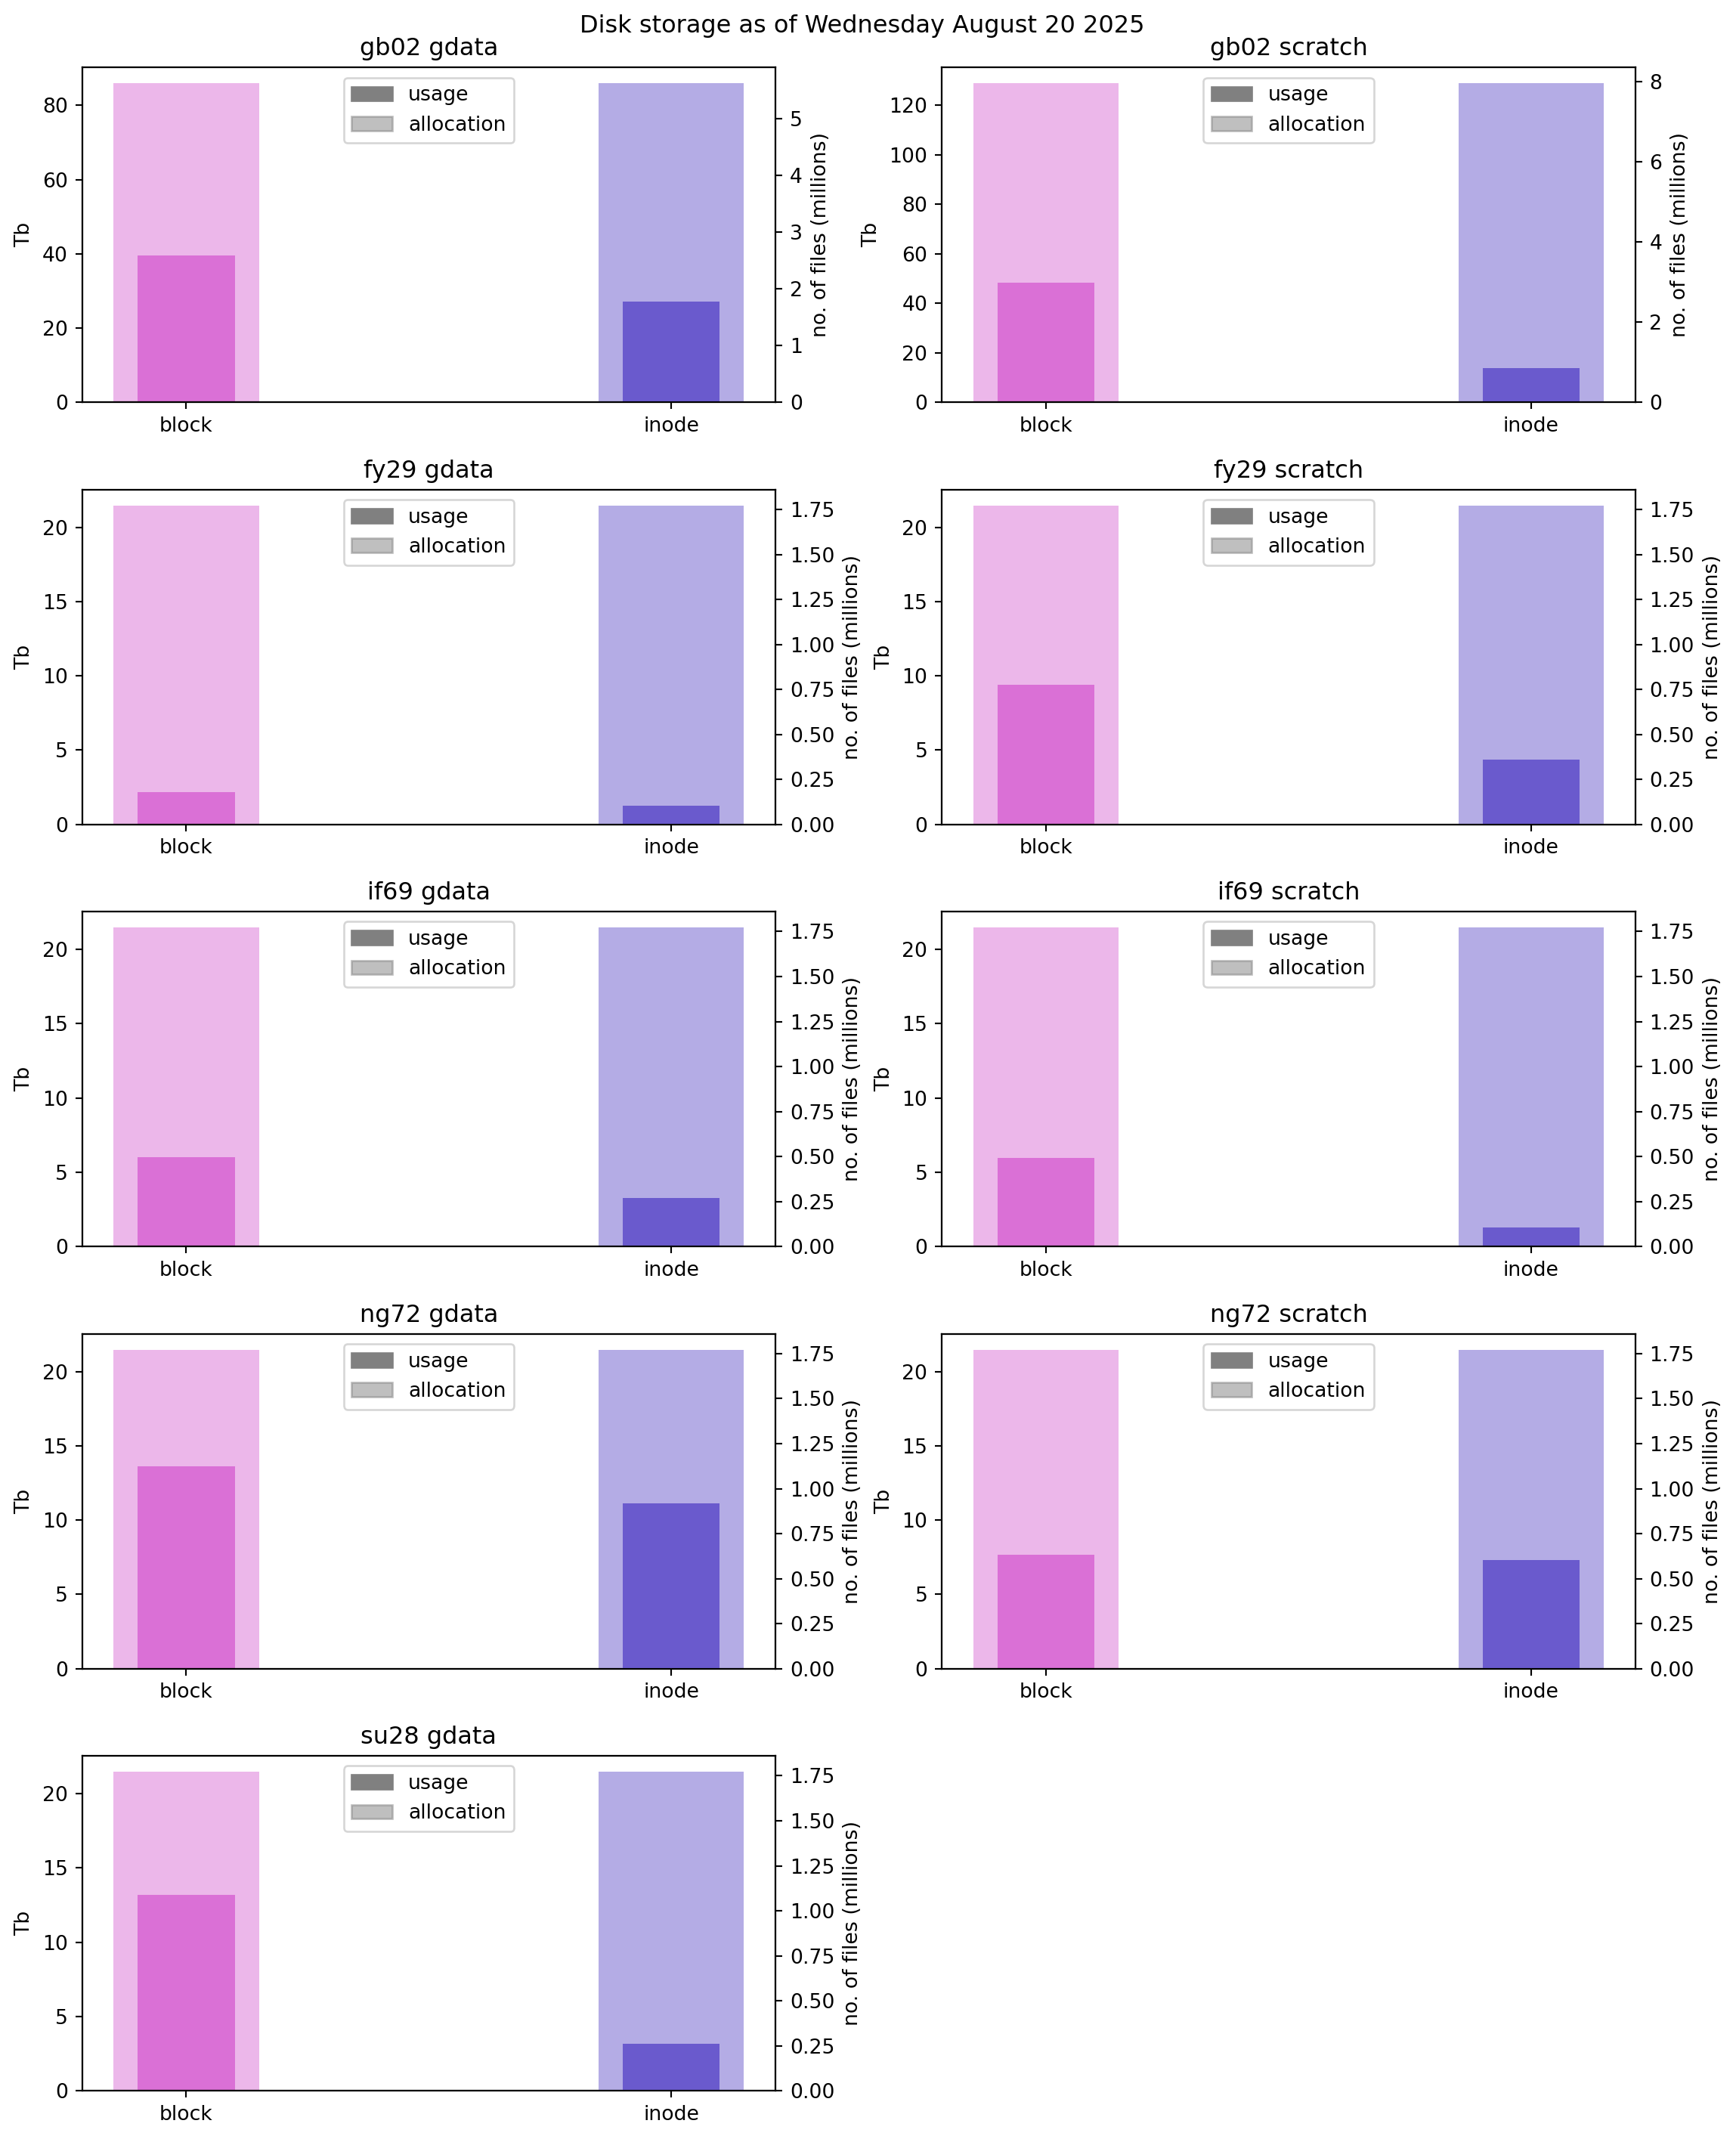 Disk storage as of Wednesday August 20 2025
gb02 gdata
usage
allocation
80
60
40
20
0
Tb
5
4
3
2
1
0
no. of files (millions)
block
inode
gb02 scratch
usage
allocation
120
100
80
60
40
20
0
Tb
8
6
4
2
0
no. of files (millions)
block
inode
fy29 gdata
usage
allocation
20
15
10
5
0
Tb
1.75
1.50
1.25
1.00
0.75
0.50
0.25
0.00
no. of files (millions)
block
inode
fy29 scratch
usage
allocation
20
15
10
5
0
Tb
1.75
1.50
1.25
1.00
0.75
0.50
0.25
0.00
no. of files (millions)
block
inode
if69 gdata
usage
allocation
20
15
10
5
0
Tb
1.75
1.50
1.25
1.00
0.75
0.50
0.25
0.00
no. of files (millions)
block
inode
if69 scratch
usage
allocation
20
15
10
5
0
Tb
1.75
1.50
1.25
1.00
0.75
0.50
0.25
0.00
no. of files (millions)
block
inode
ng72 gdata
usage
allocation
20
15
10
5
0
Tb
1.75
1.50
1.25
1.00
0.75
0.50
0.25
0.00
no. of files (millions)
block
inode
ng72 scratch
usage
allocation
20
15
10
5
0
Tb
1.75
1.50
1.25
1.00
0.75
0.50
0.25
0.00
no. of files (millions)
block
inode
su28 gdata
usage
allocation
20
15
10
5
0
Tb
1.75
1.50
1.25
1.00
0.75
0.50
0.25
0.00
no. of files (millions)
block
inode